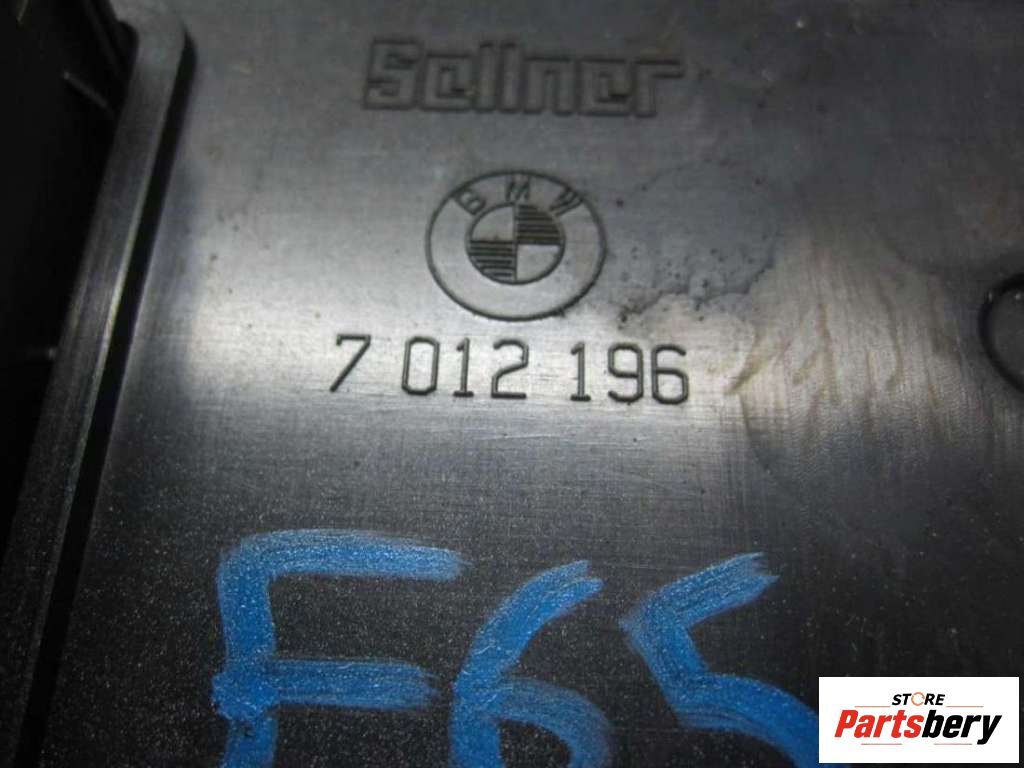 Sellner
BMW
7 012 196
E65
STORE
Partsbery